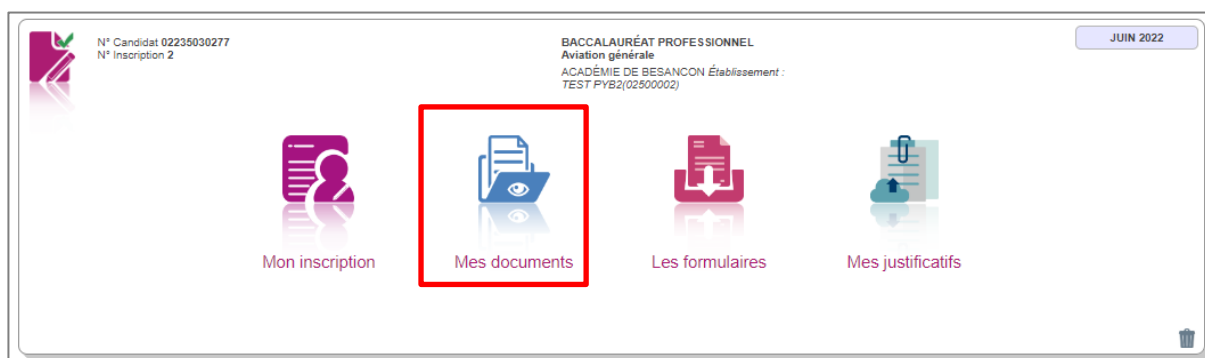 N° Candidat 02235030277
N° Inscription 2
BACCALAURÉAT PROFESSIONNEL
Aviation générale
ACADÉMIE DE BESANCON Établissement :
TEST PYB2(02500002)
JUIN 2022
Mon inscription
Mes documents
Les formulaires
Mes justificatifs